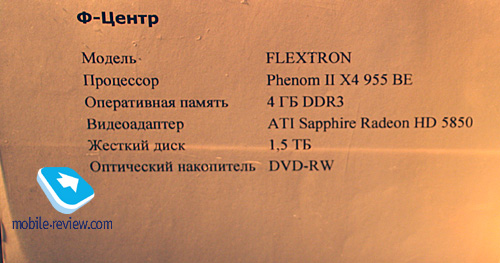 Ф-Центр
Модель FLEXTRON
Процессор Phenom II X4 955 BE
Оперативная память 4 ГБ DDR3
Видеоадаптер ATI Sapphire Radeon HD 5850
Жесткий диск 1,5 ТБ
Оптический накопитель DVD-RW
mobile-review.com